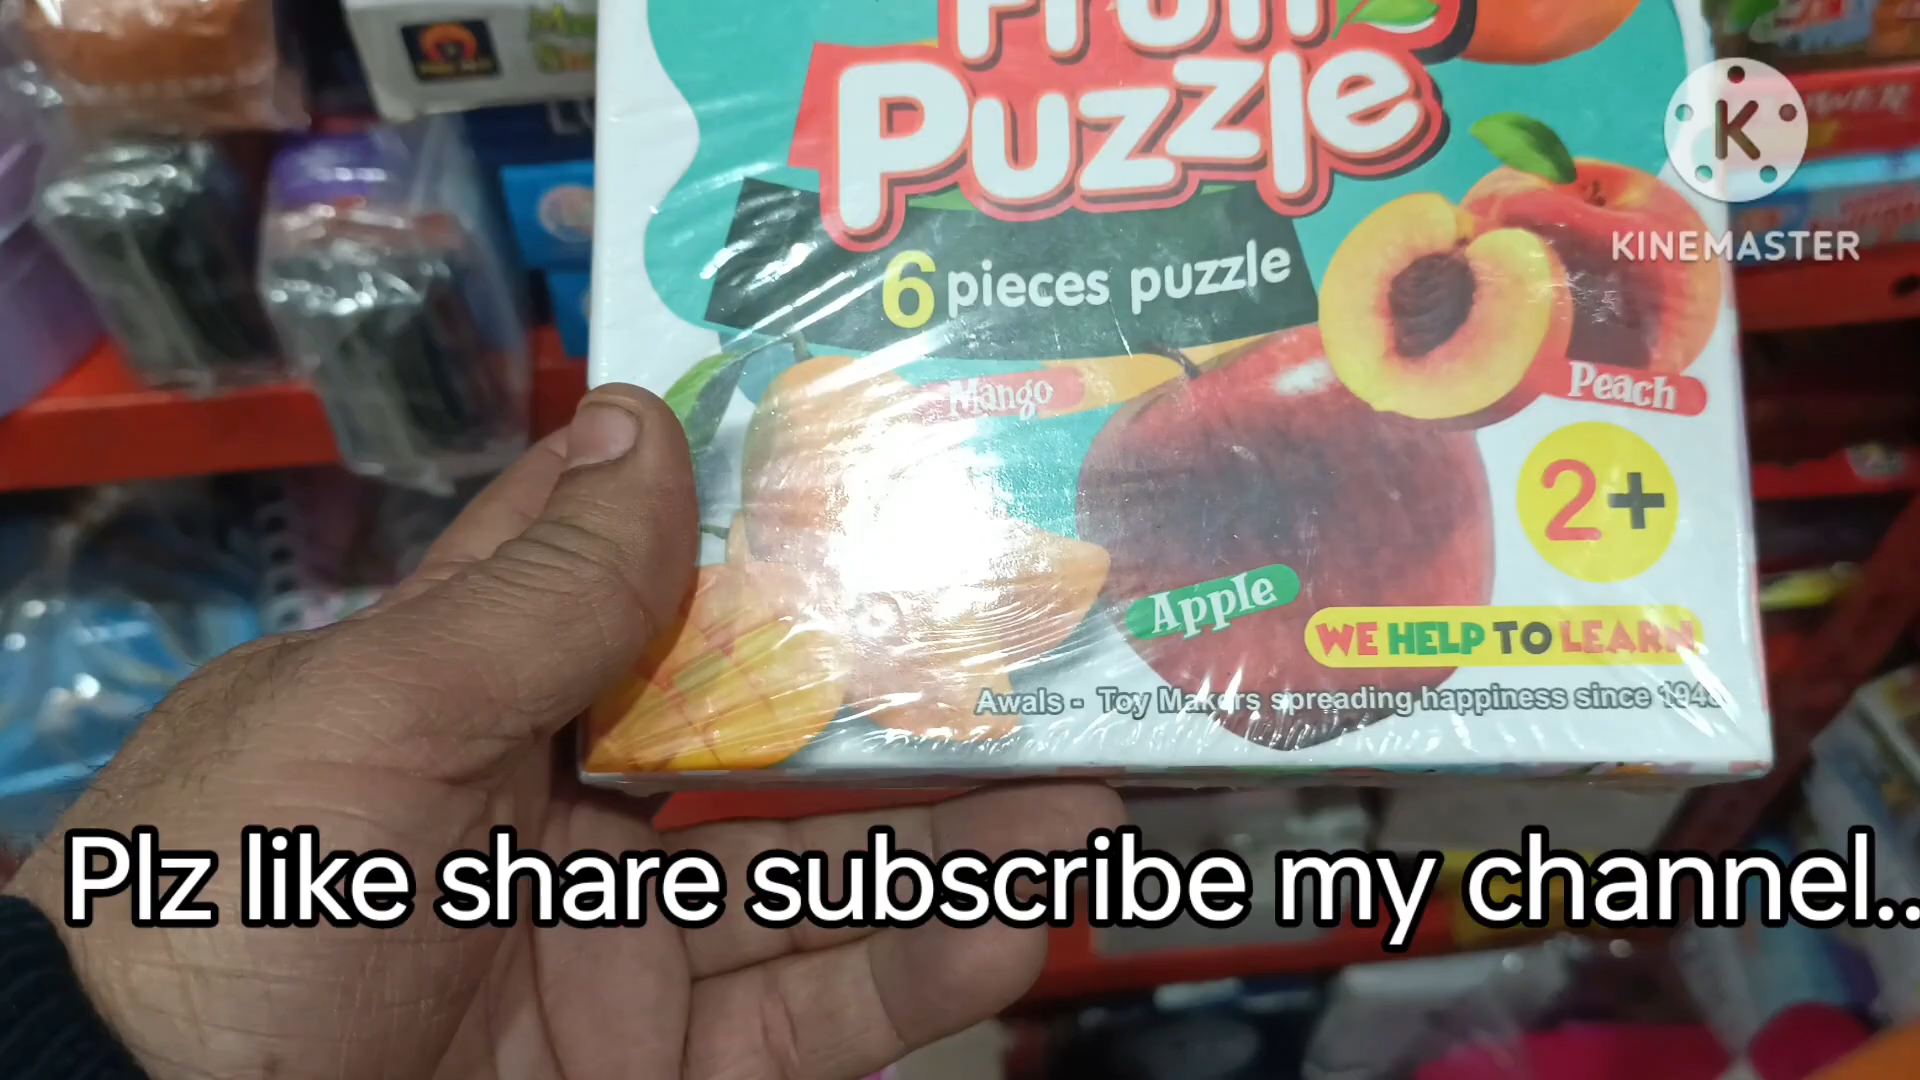 Fruit
Puzzle
6 pieces puzzle
Mango
Peach
2+
Apple
WE HELP TO LEARN
Awals - Toy Makers spreading happiness since
K
KINEMASTER
Plz like share subscribe my channel..